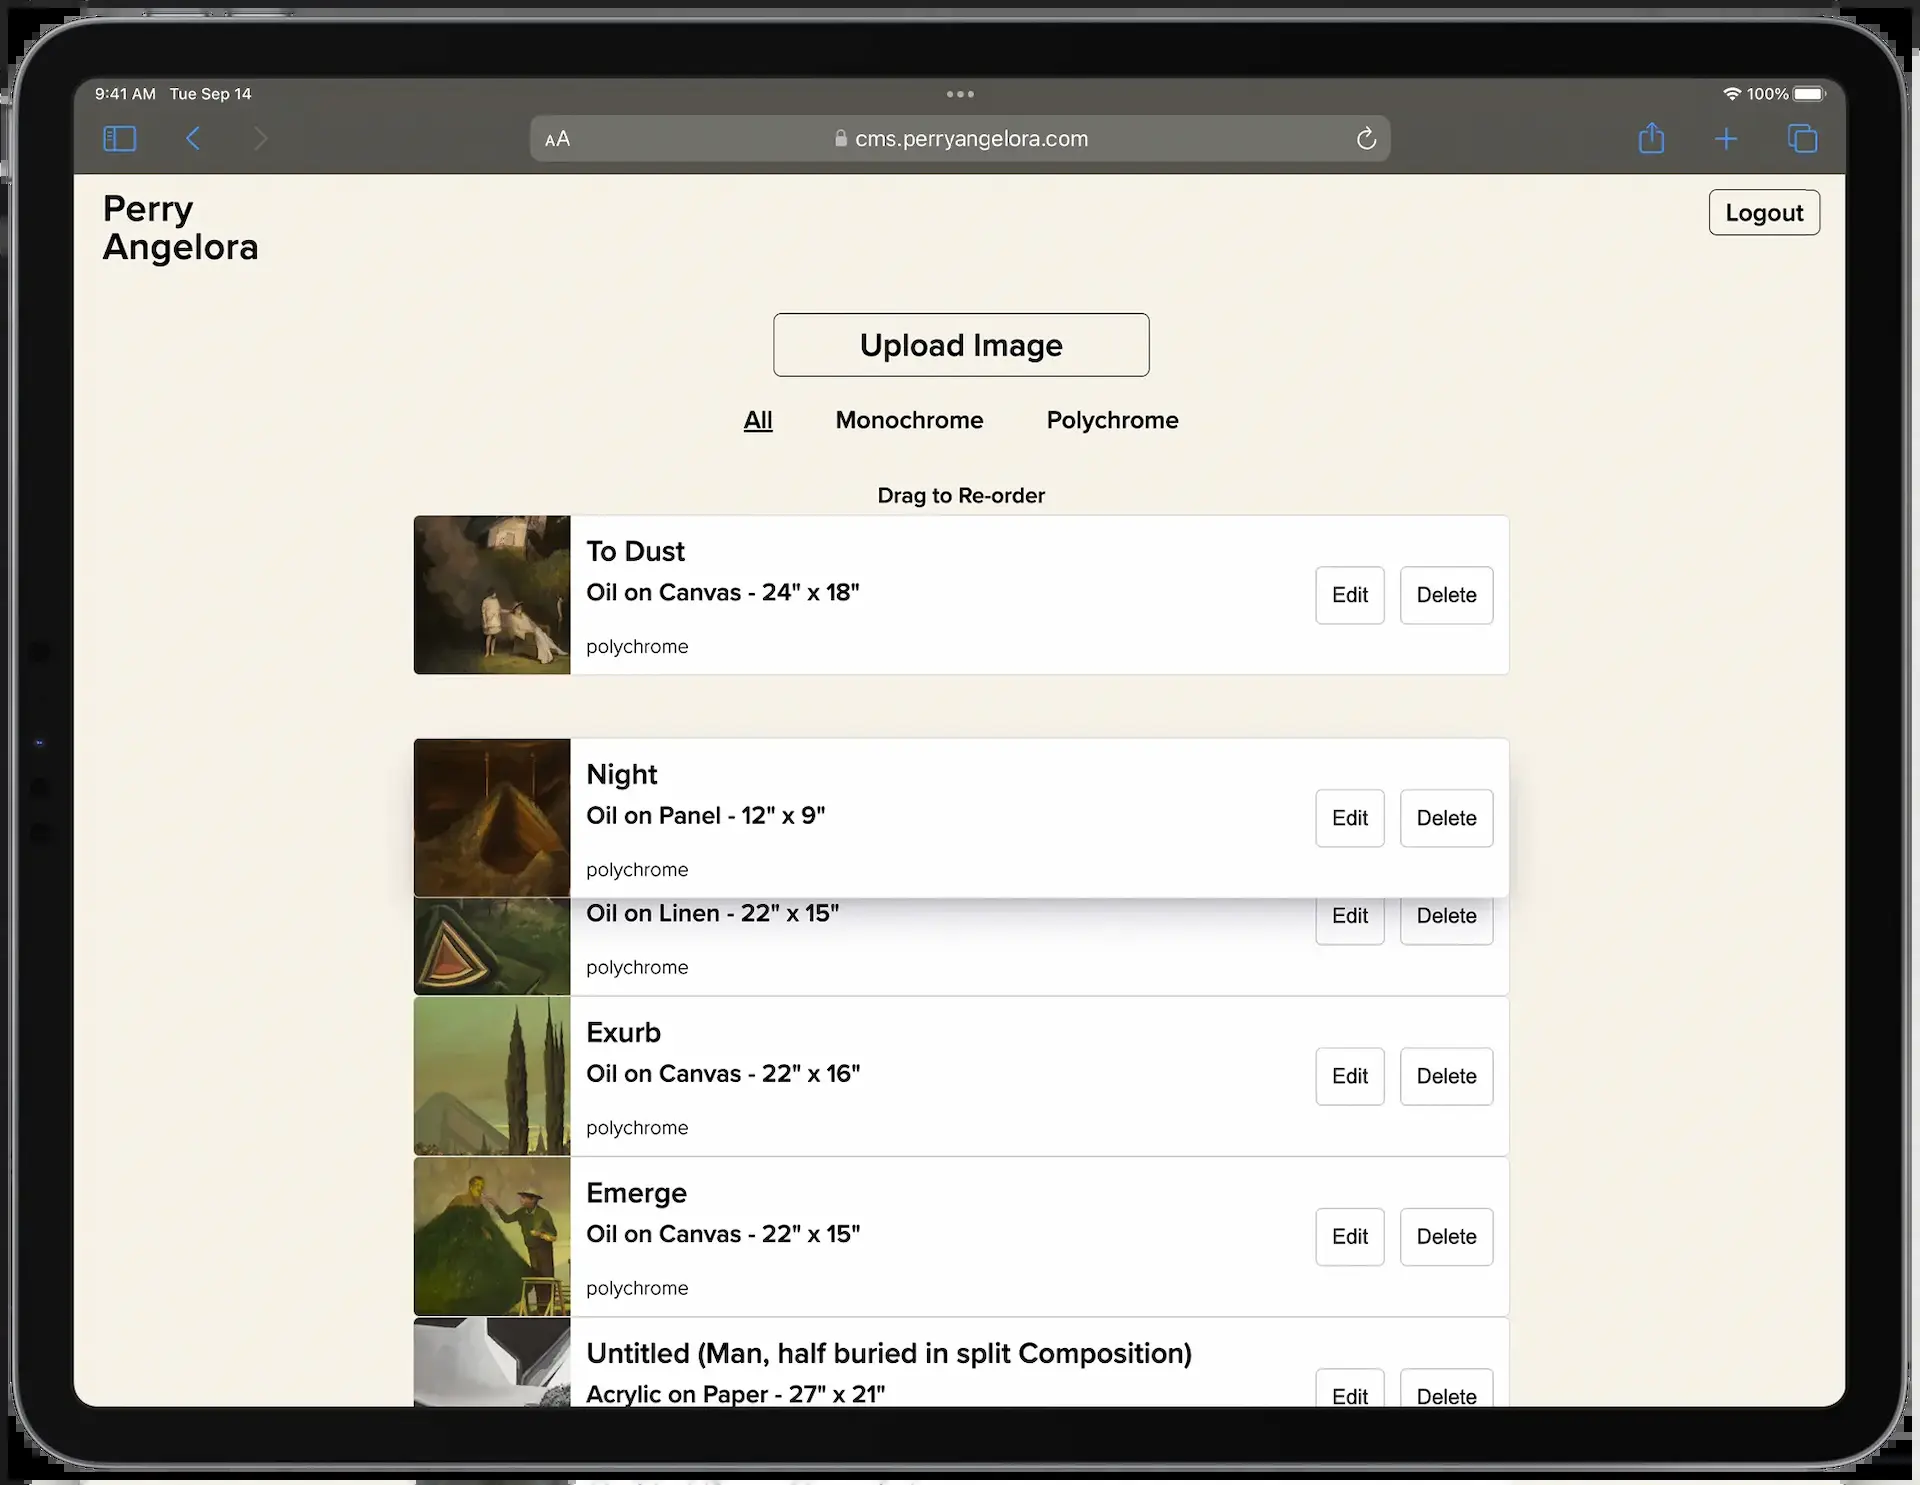 9:41 AM Tue Sep 14
100%
AA
cms.perryangelora.com
Perry
Angelora
Logout
Upload Image
All Monochrome Polychrome
Drag to Re-order
To Dust
Oil on Canvas - 24" x 18"
polychrome
Edit Delete
Night
Oil on Panel - 12" x 9"
polychrome
Edit Delete
Oil on Linen - 22" x 15"
polychrome
Edit Delete
Exurb
Oil on Canvas - 22" x 16"
polychrome
Edit Delete
Emerge
Oil on Canvas - 22" x 15"
polychrome
Edit Delete
Untitled (Man, half buried in split Composition)
Acrylic on Paper - 27" x 21"
Edit Delete